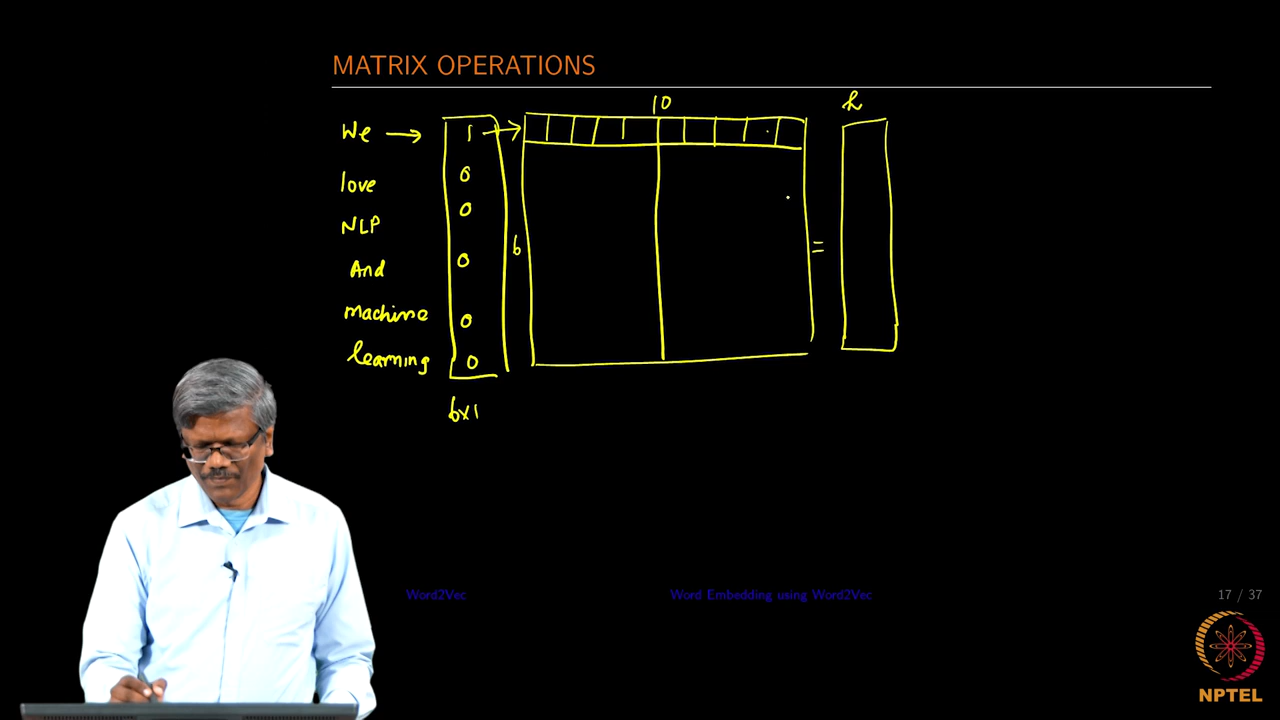 MATRIX OPERATIONS
10
h
We → 1 →
love 0
NLP 0
6
=
And 0
machine 0
learning 0
6x1
Word2Vec
Word Embedding using Word2Vec
17 / 37
NPTEL